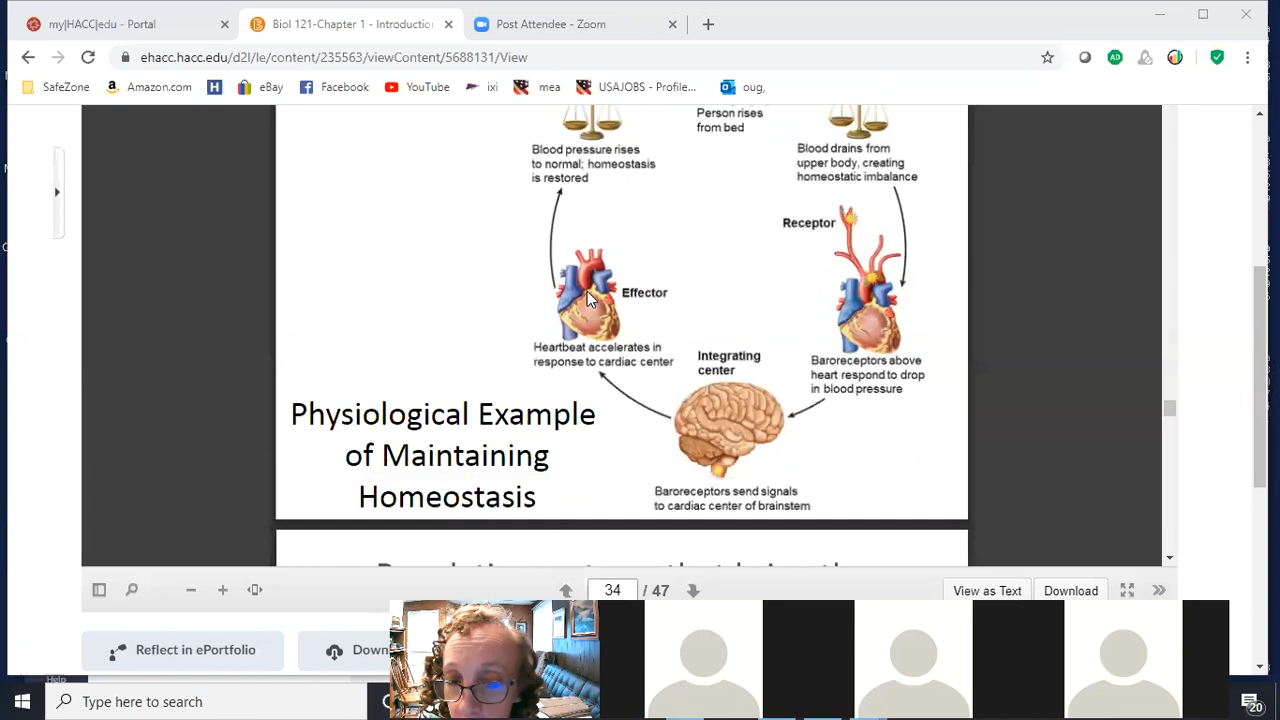 my|HACC|edu - Portal
Biol 121-Chapter 1 - Introductio
Post Attendee - Zoom
ehacc.hacc.edu/d2l/le/content/235563/viewContent/5688131/View
SafeZone
Amazon.com
eBay
Facebook
YouTube
ixi
mea
USAJOBS - Profile...
oug,
Person rises
from bed
Blood pressure rises
to normal; homeostasis
is restored
Blood drains from
upper body, creating
homeostatic imbalance
Receptor
Effector
Heartbeat accelerates in
response to cardiac center
Integrating
center
Baroreceptors above
heart respond to drop
in blood pressure
Physiological Example
of Maintaining
Homeostasis
Baroreceptors send signals
to cardiac center of brainstem
34 / 47
View as Text
Download
Reflect in ePortfolio
Down
Help
Type here to search
20